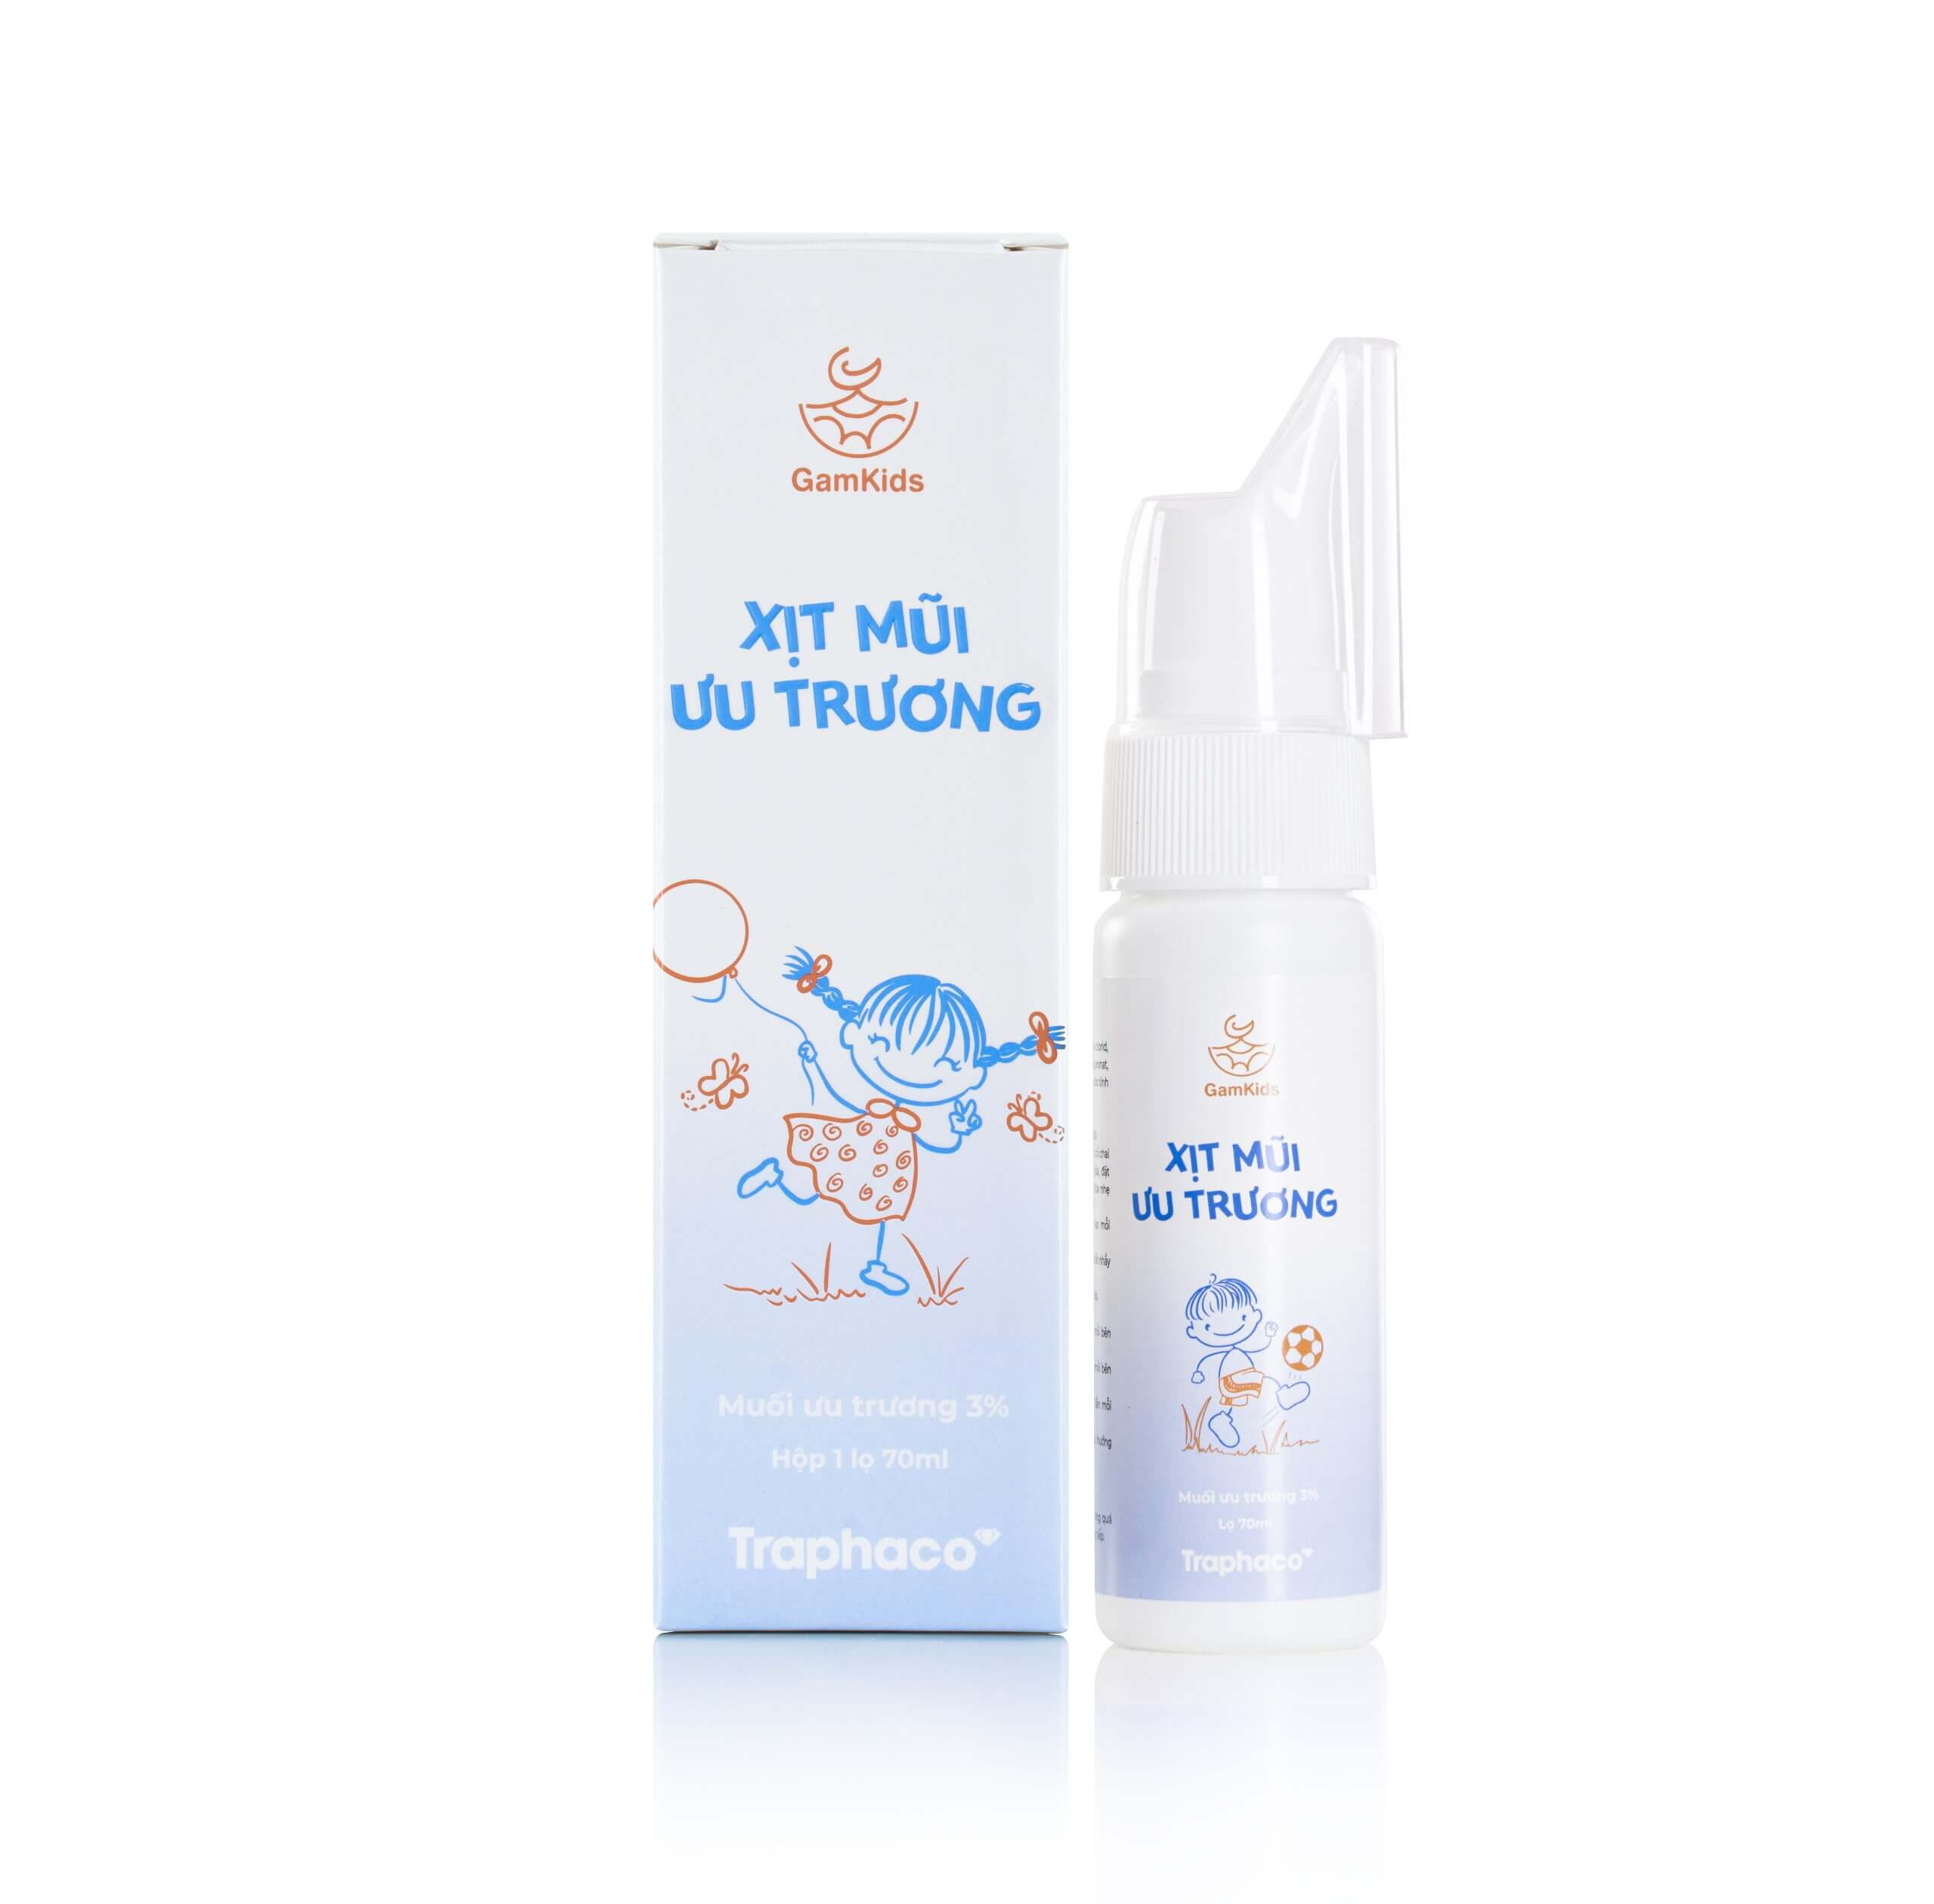 GamKids
XỊT MŨI
ƯU TRƯƠNG
Muối ưu trương 3%
Hộp 1 lọ 70ml
Traphaco
GamKids
XỊT MŨI
ƯU TRƯƠNG
Muối ưu trương 3%
Lọ 70ml
Traphaco